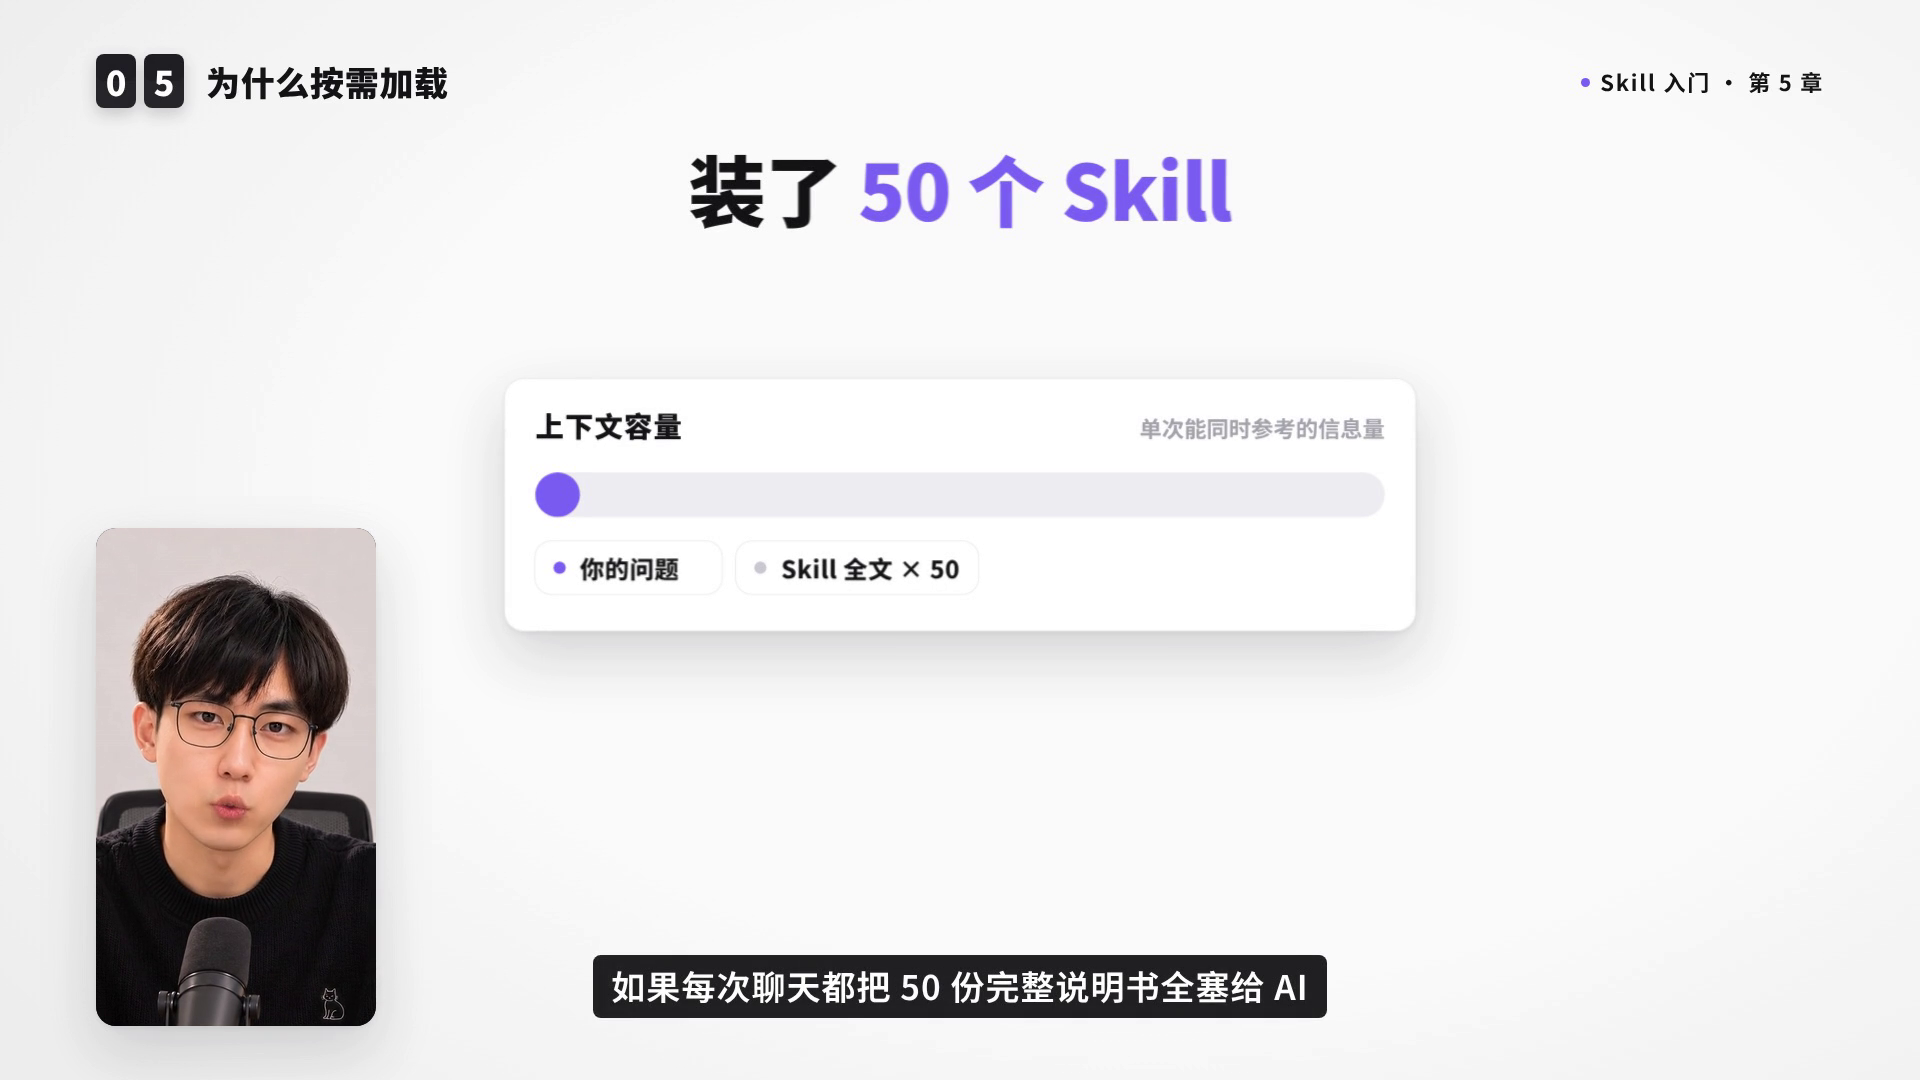 05 为什么按需加载
Skill 入门 · 第 5 章
装了 50 个 Skill
上下文容量
单次能同时参考的信息量
你的问题
Skill 全文 × 50
如果每次聊天都把 50 份完整说明书全塞给 AI